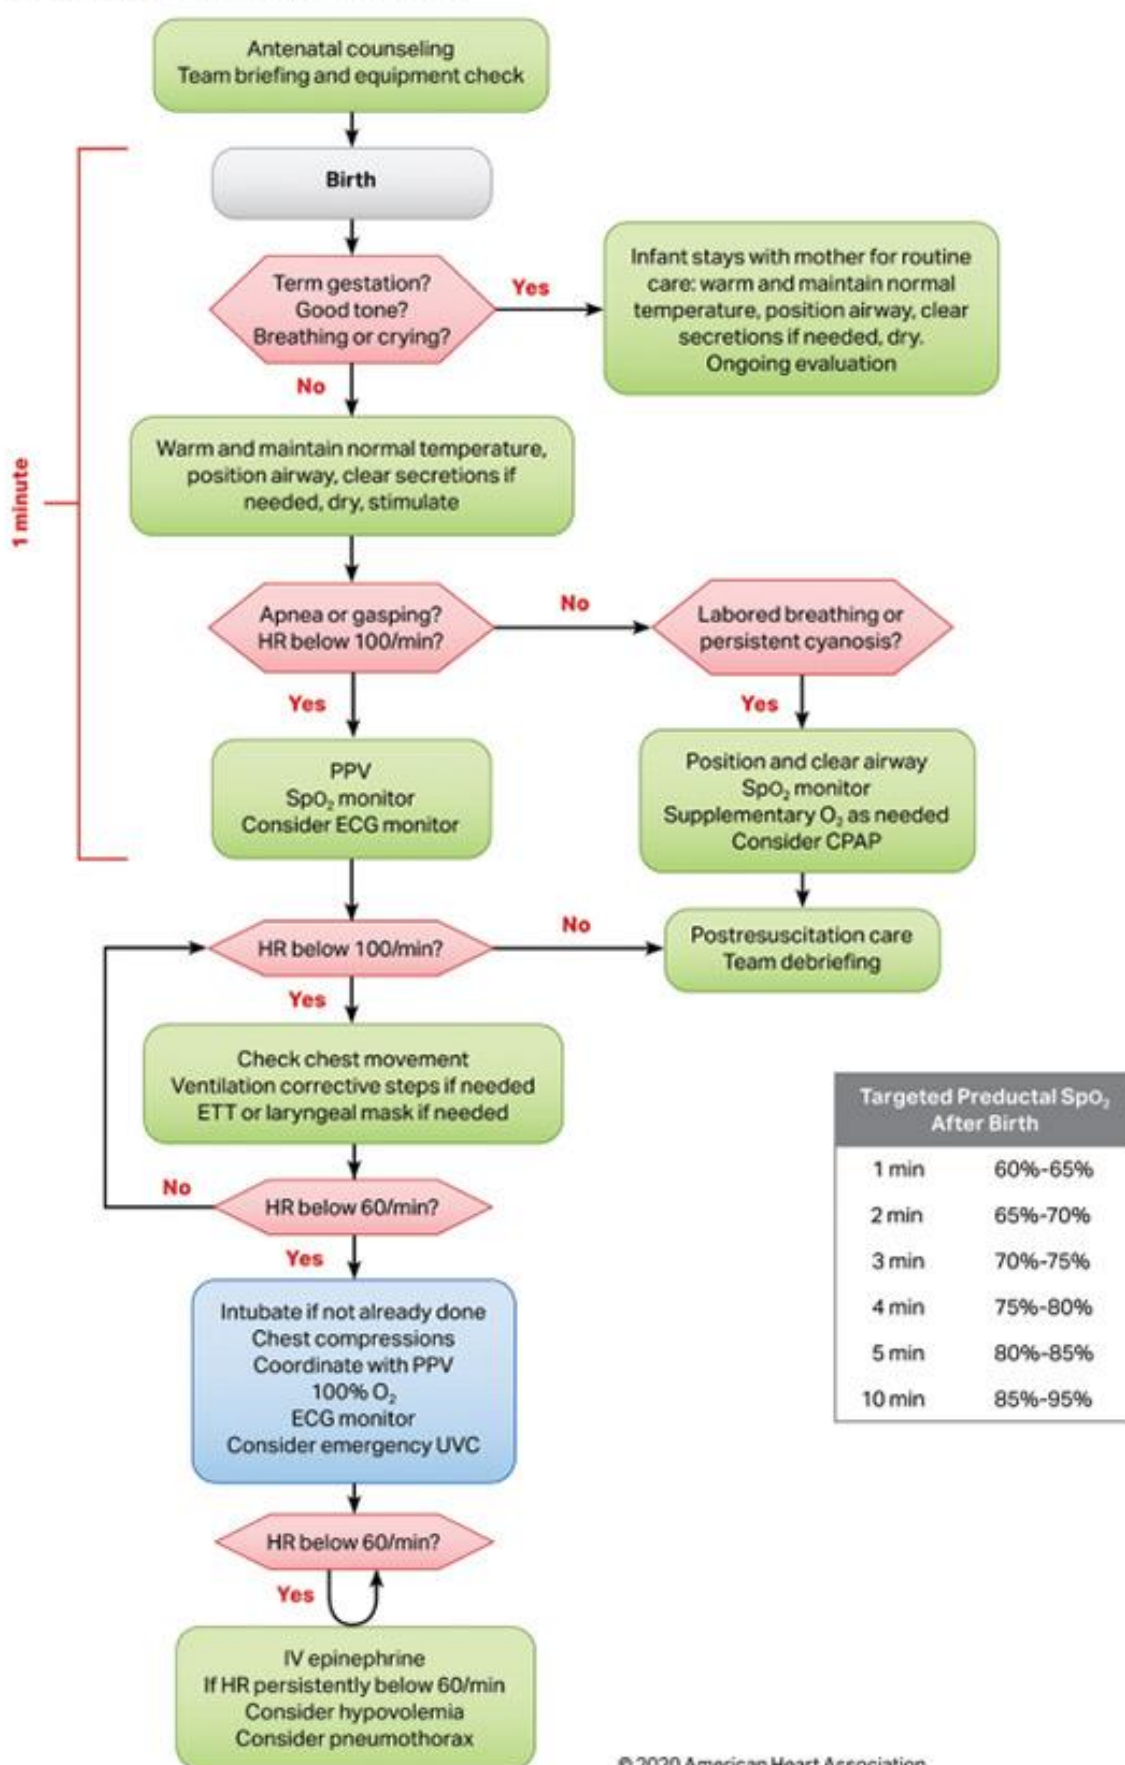 Antenatal counseling
Team briefing and equipment check
Birth
Term gestation?
Good tone?
Breathing or crying?
Yes
Infant stays with mother for routine
care: warm and maintain normal
temperature, position airway, clear
secretions if needed, dry.
Ongoing evaluation
No
Warm and maintain normal temperature,
position airway, clear secretions if
needed, dry, stimulate
1 minute
Apnea or gasping?
HR below 100/min?
No
Labored breathing or
persistent cyanosis?
Yes
Yes
PPV
SpO₂ monitor
Consider ECG monitor
Position and clear airway
SpO₂ monitor
Supplementary O₂ as needed
Consider CPAP
HR below 100/min?
No
Postresuscitation care
Team debriefing
Yes
Check chest movement
Ventilation corrective steps if needed
ETT or laryngeal mask if needed
No
HR below 60/min?
Yes
Intubate if not already done
Chest compressions
Coordinate with PPV
100% O₂
ECG monitor
Consider emergency UVC
HR below 60/min?
Yes
IV epinephrine
If HR persistently below 60/min
Consider hypovolemia
Consider pneumothorax
Targeted Preductal SpO₂
After Birth
1 min 60%-65%
2 min 65%-70%
3 min 70%-75%
4 min 75%-80%
5 min 80%-85%
10 min 85%-95%
© 2020 American Heart Association